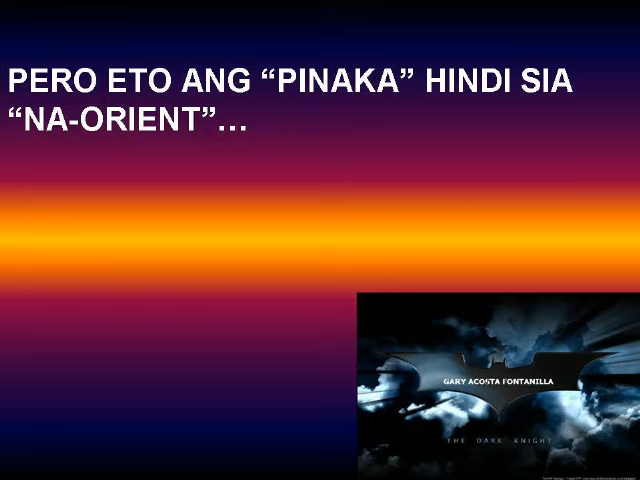 PERO ETO ANG “PINAKA” HINDI SIA
“NA-ORIENT”…
GARY ACOSTA FONTANILLA
THE DARK KNIGHT